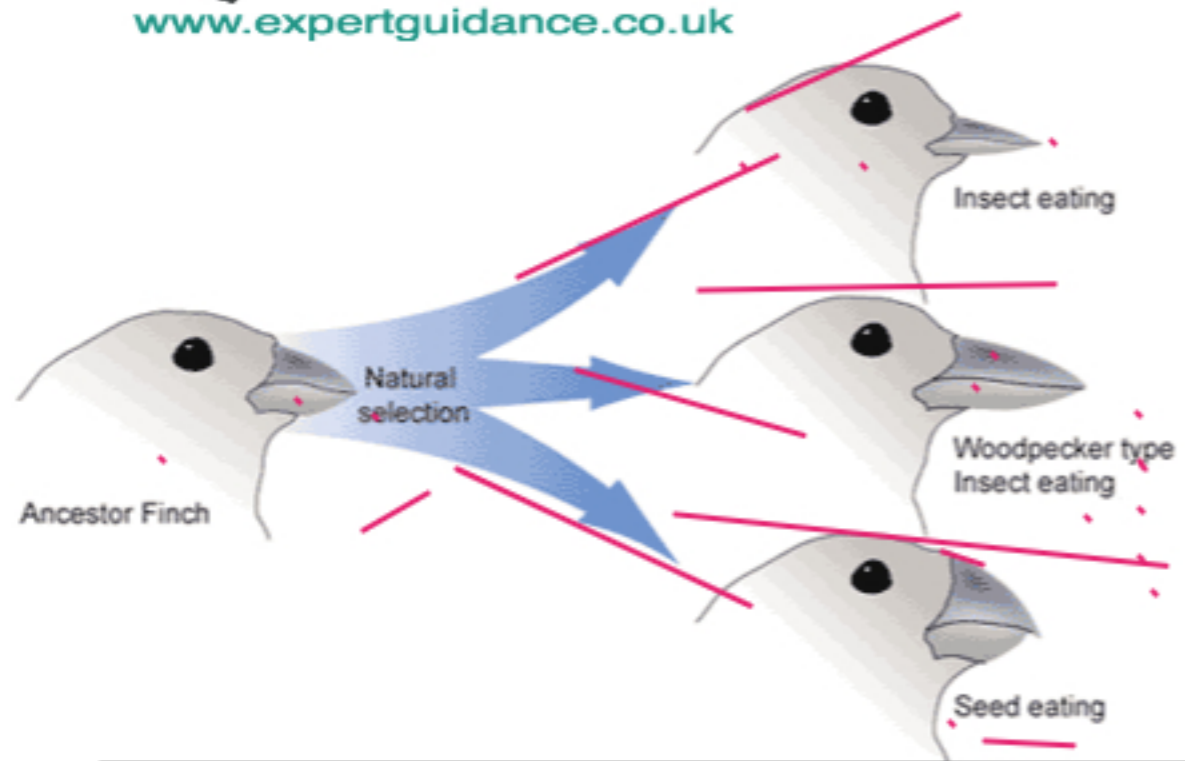 www.expertguidance.co.uk
Insect eating
Natural
selection
Woodpecker type
Insect eating
Ancestor Finch
Seed eating